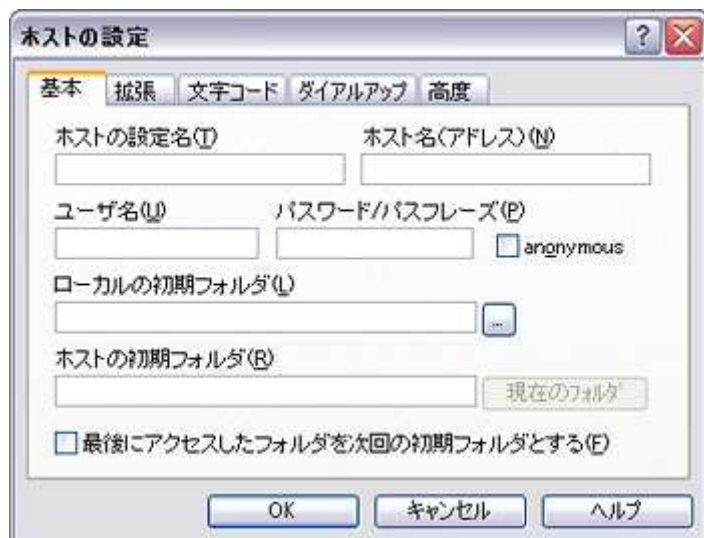 ホストの設定
基本 拡張 文字コード ダイアルアップ 高度
ホストの設定名(T) ホスト名(アドレス)(N)
ユーザ名(U) パスワード/パスフレーズ(P)
anonymous
ローカルの初期フォルダ(L)
...
ホストの初期フォルダ(R)
現在のフォルダ
最後にアクセスしたフォルダを次回の初期フォルダとする(F)
OK キャンセル ヘルプ